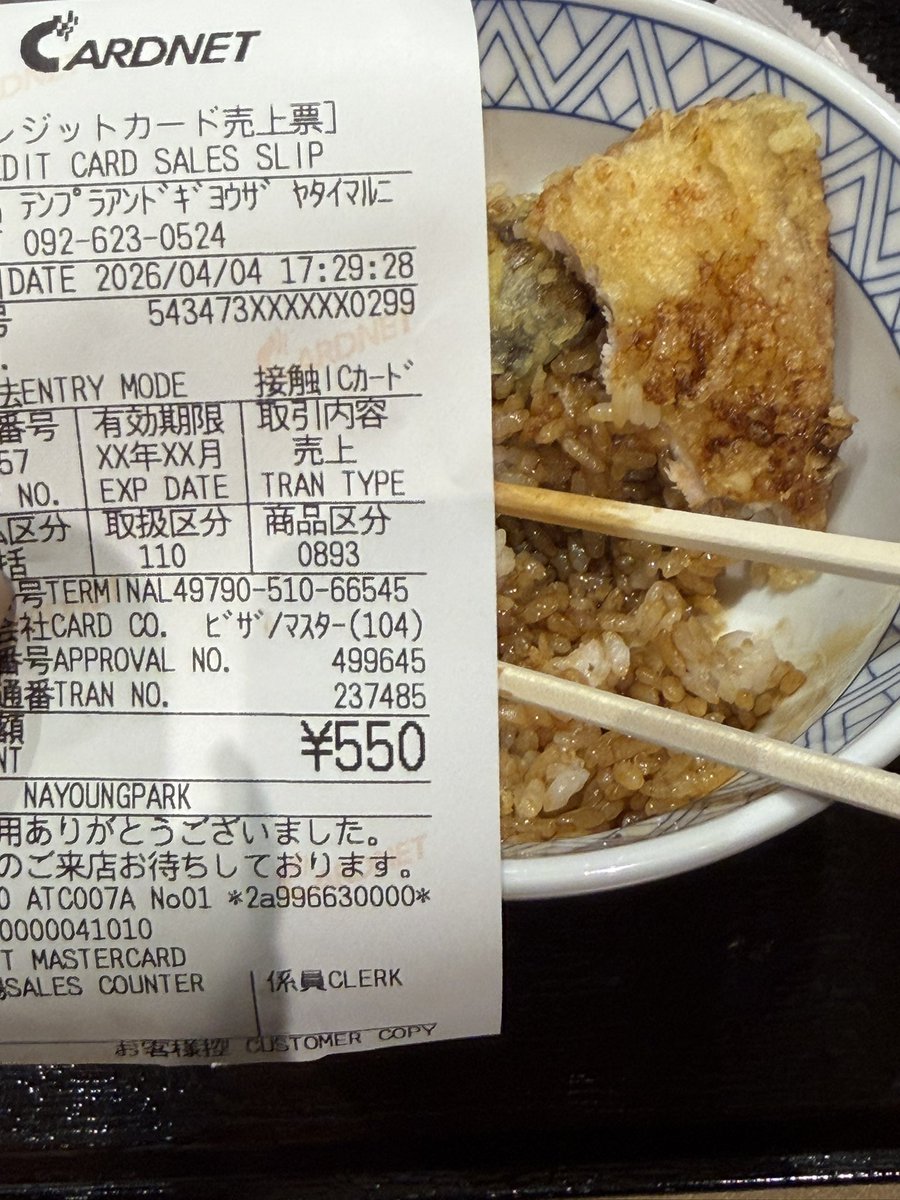 CARDNET
レジットカード売上票]
EDIT CARD SALES SLIP
テンプラアンドギョウザ ヤタイマルニ
092-623-0524
DATE 2026/04/04 17:29:28
号 543473XXXXXX0299
法ENTRY MODE 接触ICカード
番号 有効期限 取引内容
57 XX年XX月 売上
NO. EXP DATE TRAN TYPE
区分 取扱区分 商品区分
括 110 0893
号TERMINAL49790-510-66545
会社CARD CO. ビザ/マスター(104)
番号APPROVAL NO. 499645
通番TRAN NO. 237485
額
NT ¥550
NAYOUNGPARK
用ありがとうございました。
のご来店お待ちしております。
0 ATC007A No01 *2a996630000*
0000041010
T MASTERCARD
SALES COUNTER 係員CLERK
お客様控 CUSTOMER COPY